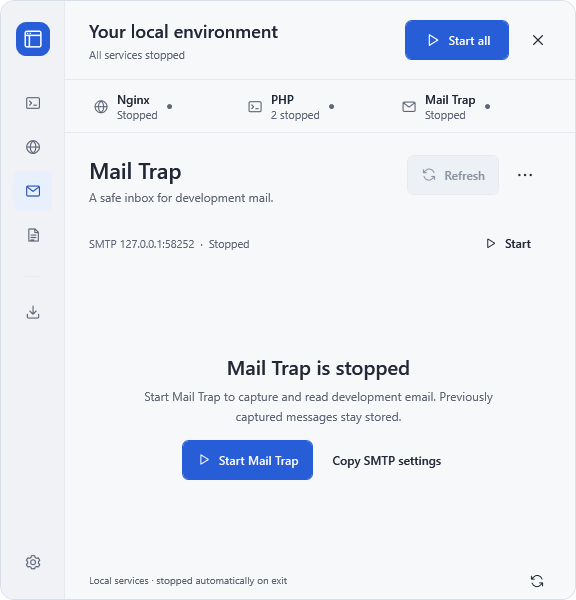 Your local environment
All services stopped
Start all
Nginx
Stopped
PHP
2 stopped
Mail Trap
Stopped
Mail Trap
A safe inbox for development mail.
Refresh
SMTP 127.0.0.1:58252 · Stopped
Start
Mail Trap is stopped
Start Mail Trap to capture and read development email. Previously
captured messages stay stored.
Start Mail Trap
Copy SMTP settings
Local services · stopped automatically on exit